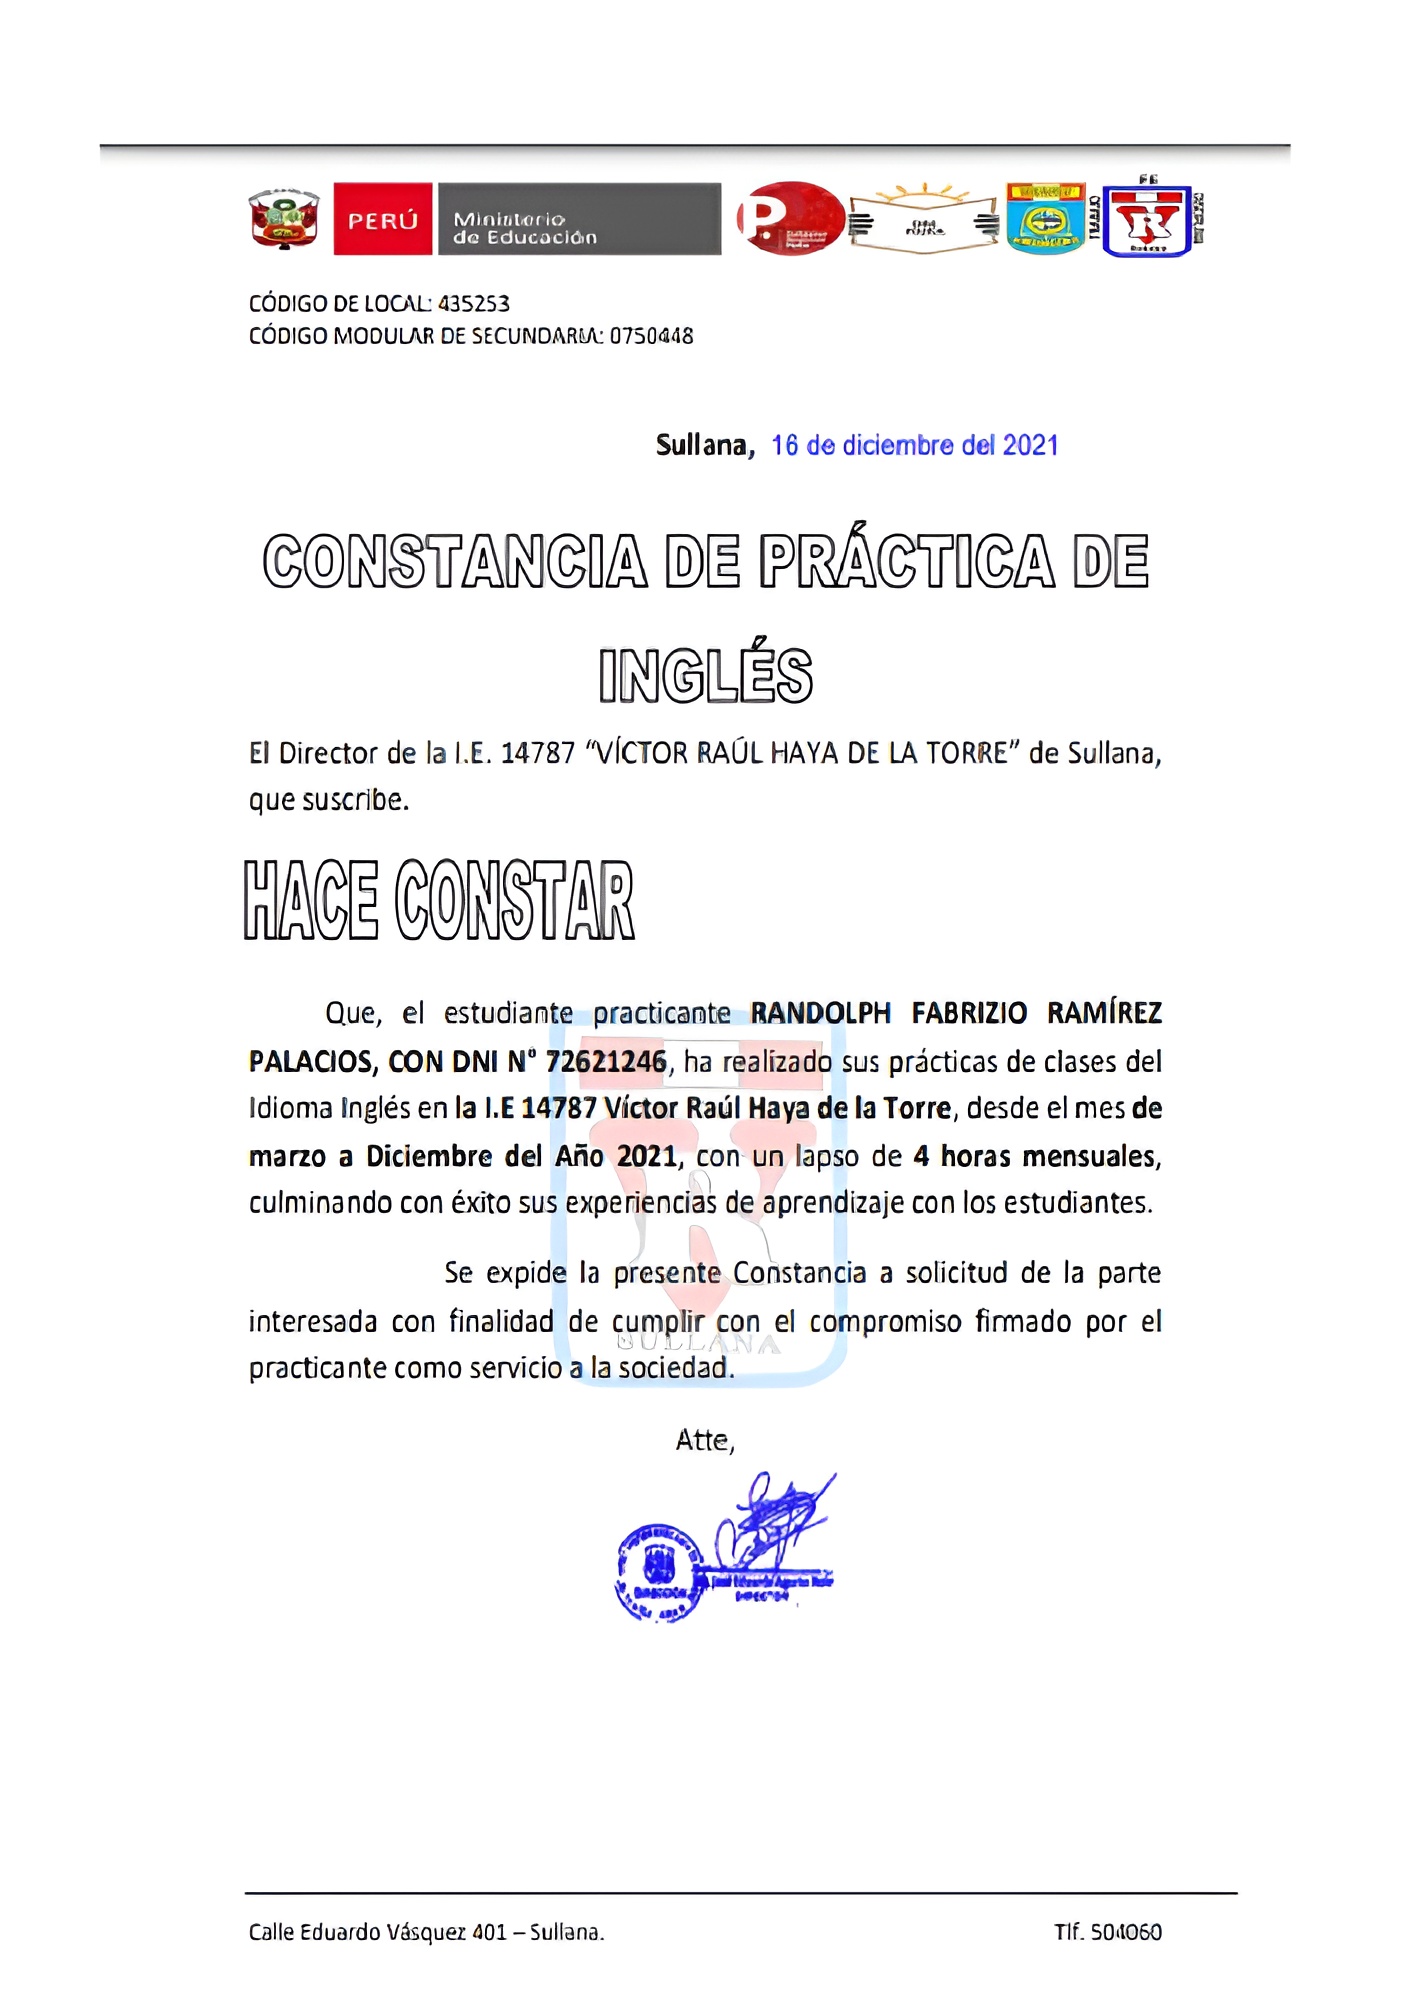 PERÚ
Ministerio
de Educación
CÓDIGO DE LOCAL: 435253
CÓDIGO MODULAR DE SECUNDARIA: 0750448
Sullana, 16 de diciembre del 2021
CONSTANCIA DE PRÁCTICA DE
INGLÉS
El Director de la I.E. 14787 “VÍCTOR RAÚL HAYA DE LA TORRE” de Sullana,
que suscribe.
HACE CONSTAR
Que, el estudiante practicante RANDOLPH FABRIZIO RAMÍREZ
PALACIOS, CON DNI N° 72621246, ha realizado sus prácticas de clases del
Idioma Inglés en la I.E 14787 Víctor Raúl Haya de la Torre, desde el mes de
marzo a Diciembre del Año 2021, con un lapso de 4 horas mensuales,
culminando con éxito sus experiencias de aprendizaje con los estudiantes.
Se expide la presente Constancia a solicitud de la parte
interesada con finalidad de cumplir con el compromiso firmado por el
practicante como servicio a la sociedad.
SULLANA
Atte,
DIRECCIÓN
DIRECTOR
Calle Eduardo Vásquez 401 – Sullana.
Tlf. 504060